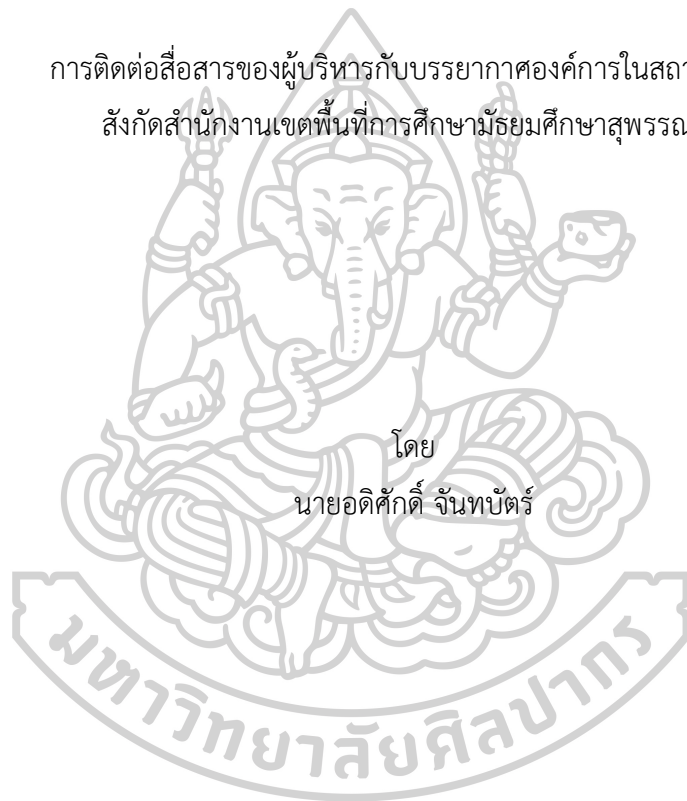 การติดต่อสื่อสารของผู้บริหารกับบรรยากาศองค์การในสถา
สังกัดสำนักงานเขตพื้นที่การศึกษามัธยมศึกษาสุพรรณ
โดย
นายอดิศักดิ์ จันทบัตร์
มหาวิทยาลัยศิลปากร